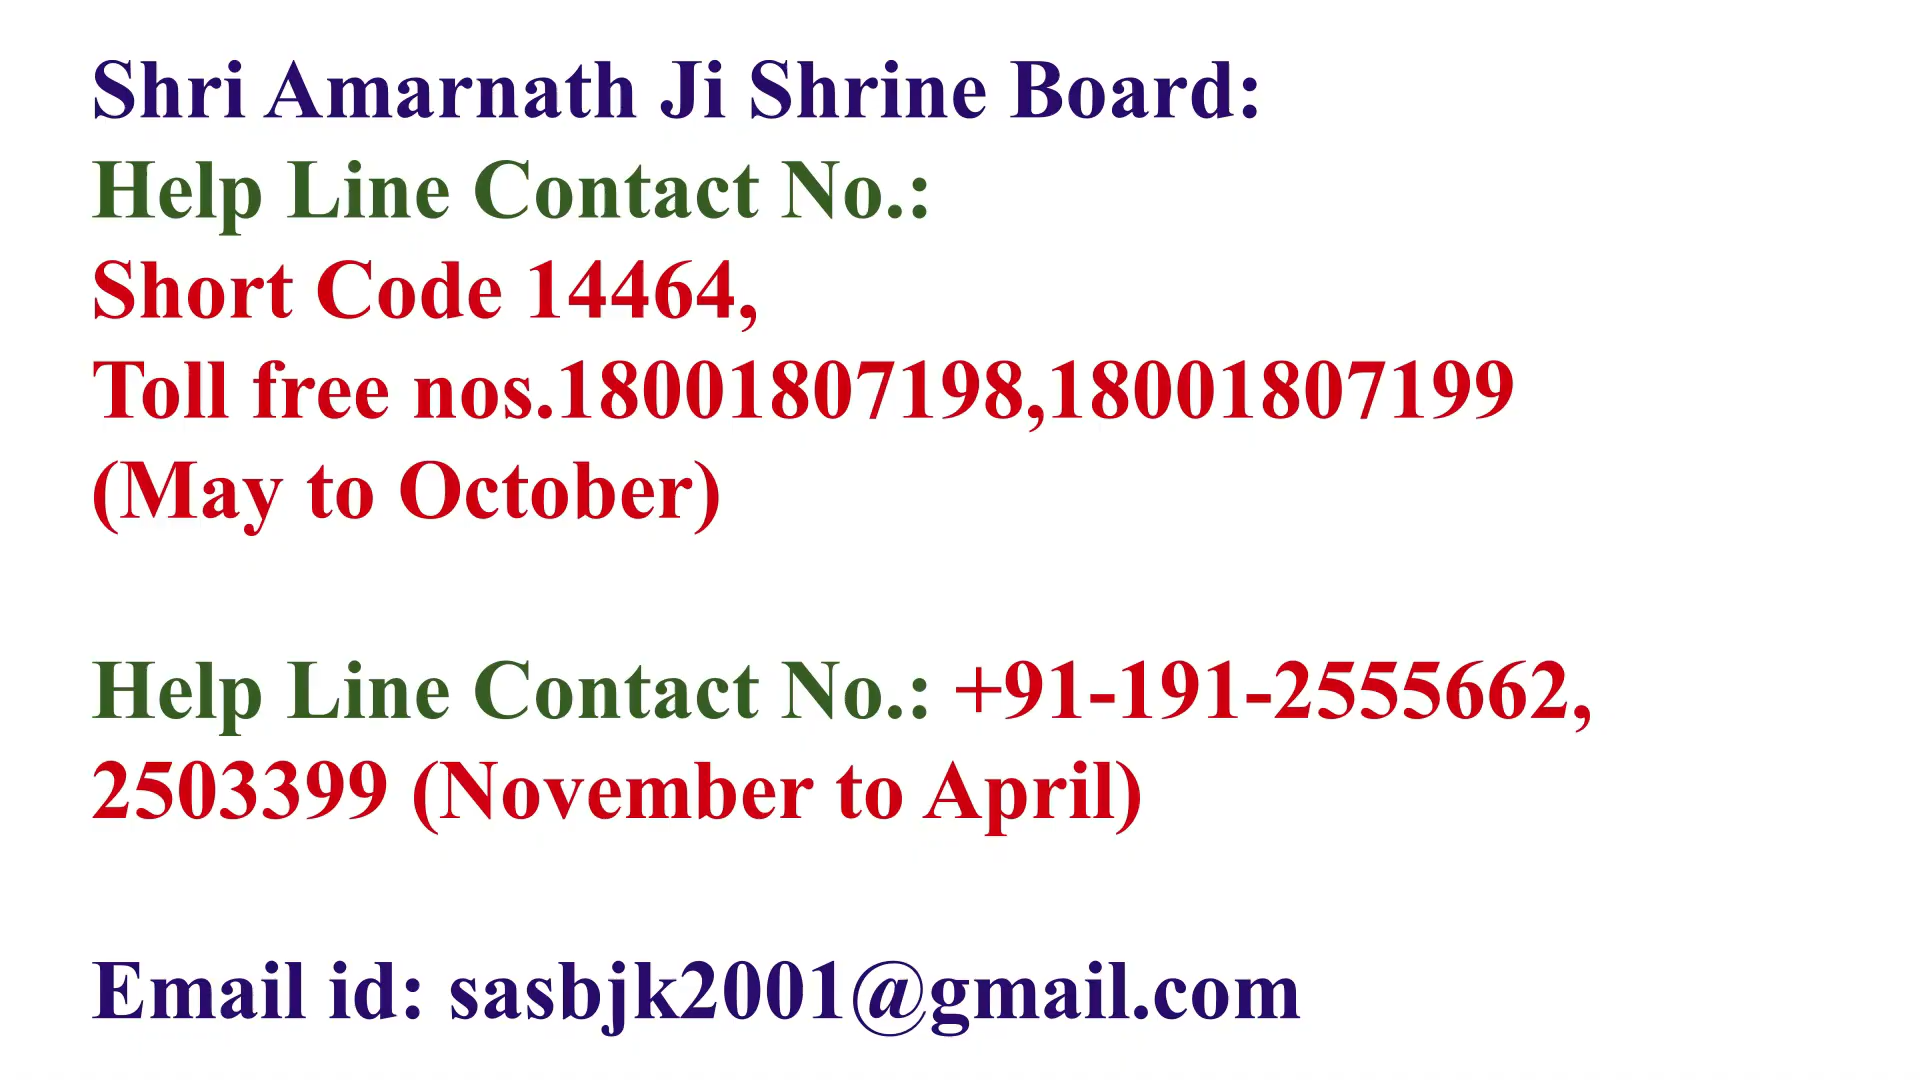 Shri Amarnath Ji Shrine Board:
Help Line Contact No.:
Short Code 14464,
Toll free nos.18001807198,18001807199
(May to October)
Help Line Contact No.: +91-191-2555662,
2503399 (November to April)
Email id: sasbjk2001@gmail.com